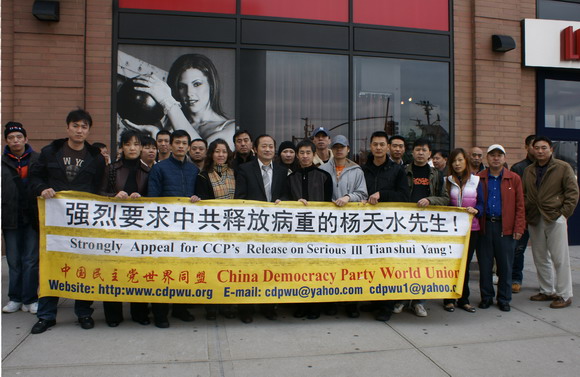 强烈要求中共释放病重的杨天水先生!
Strongly Appeal for CCP's Release on Serious Ill Tianshui Yang!
中国民主党世界同盟 China Democracy Party World Union
Website: http:www.cdpwu.org E-mail: cdpwu@yahoo.com cdpwu1@yahoo.com